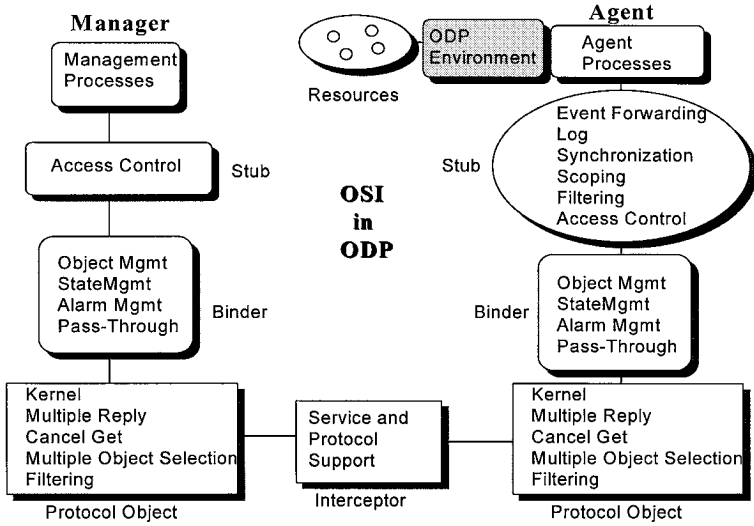 Manager
Management
Processes
Access Control
Stub
Object Mgmt
StateMgmt
Alarm Mgmt
Pass-Through
Binder
Kernel
Multiple Reply
Cancel Get
Multiple Object Selection
Filtering
Protocol Object
OSI
in
ODP
Service and
Protocol
Support
Interceptor
Agent
Resources
ODP
Environment
Agent
Processes
Event Forwarding
Log
Synchronization
Scoping
Filtering
Access Control
Stub
Object Mgmt
StateMgmt
Alarm Mgmt
Pass-Through
Binder
Kernel
Multiple Reply
Cancel Get
Multiple Object Selection
Filtering
Protocol Object